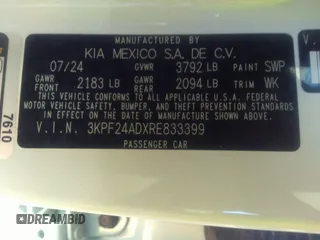 MANUFACTURED BY
KIA MEXICO S.A. DE C.V.
07/24 GVWR 3792 LB PAINT SWP
GAWR FRONT 2183 LB GAWR REAR 2094 LB TRIM WK
THIS VEHICLE CONFORMS TO ALL APPLICABLE U.S. FEDERAL
MOTOR VEHICLE SAFETY, BUMPER, AND THEFT PREVENTION
STANDARDS IN EFFECT ON THE DATE OF MANUFACTURE SHOWN ABOVE.
V.I.N. 3KPF24ADXRE833399
PASSENGER CAR
7610
V.
DREAMBID
dreambid.com